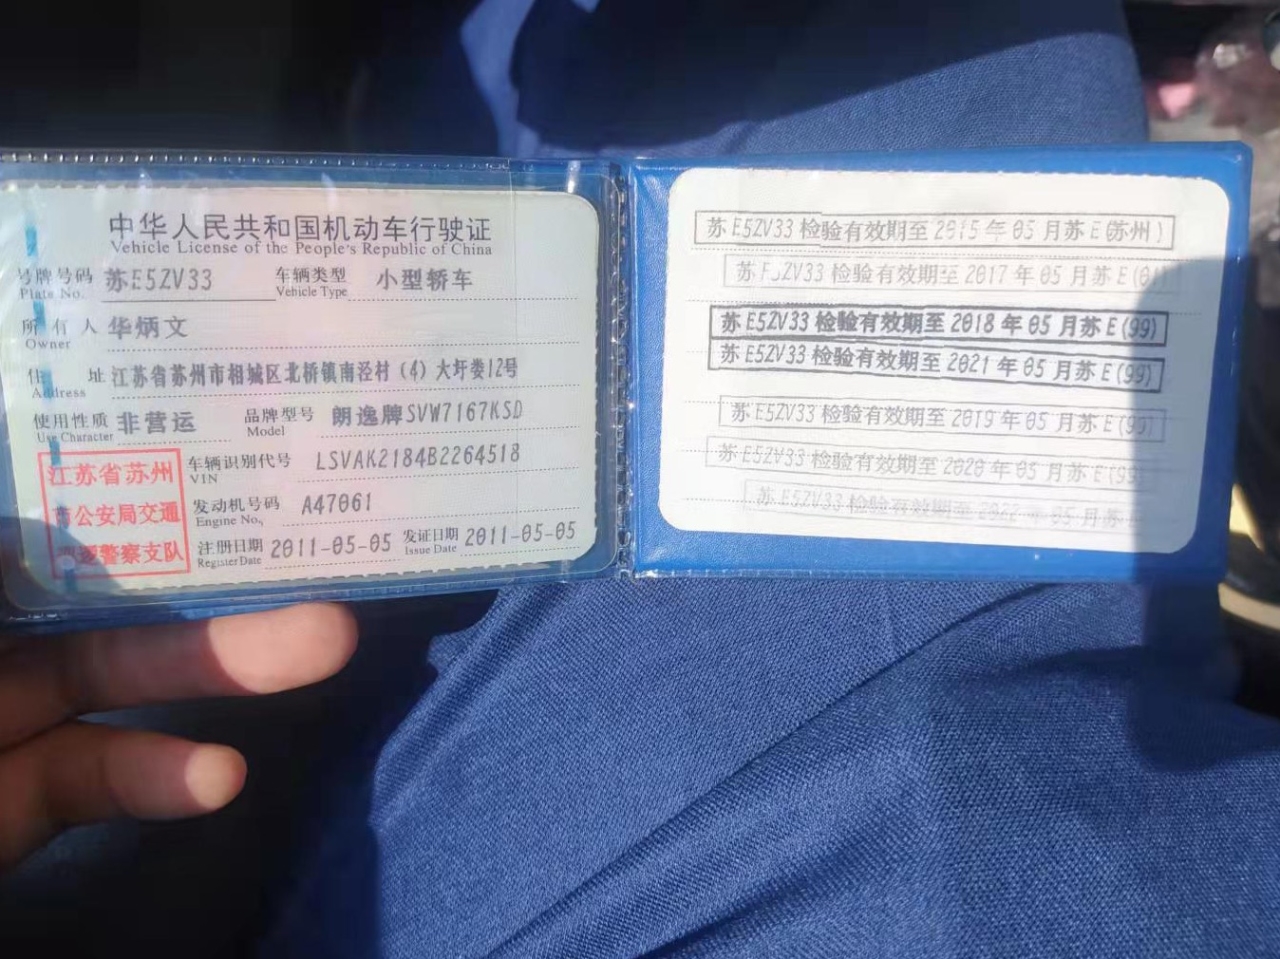 中华人民共和国机动车行驶证
Vehicle License of the People's Republic of China
号牌号码 苏E5ZV33 车辆类型 小型轿车
Plate No. Vehicle Type
所有人 华炳文
Owner
住址 江苏省苏州市相城区北桥镇南泾村(4)大圩娄12号
Address
使用性质 非营运 品牌型号 朗逸牌SVW7167KSD
Use Character Model
江苏省苏州
市公安局交通
警察支队
车辆识别代号 LSVAK2184B2264518
VIN
发动机号码 A47061
Engine No.
注册日期 2011-05-05 发证日期 2011-05-05
Register Date Issue Date
苏E5ZV33检验有效期至2015年05月苏E(苏州)
苏E5ZV33检验有效期至2017年05月苏E(01)
苏E5ZV33检验有效期至2018年05月苏E(99)
苏E5ZV33检验有效期至2021年05月苏E(99)
苏E5ZV33检验有效期至2019年05月苏E(99)
苏E5ZV33检验有效期至2020年05月苏E(99)
苏E5ZV33检验有效期至2022年05月苏E